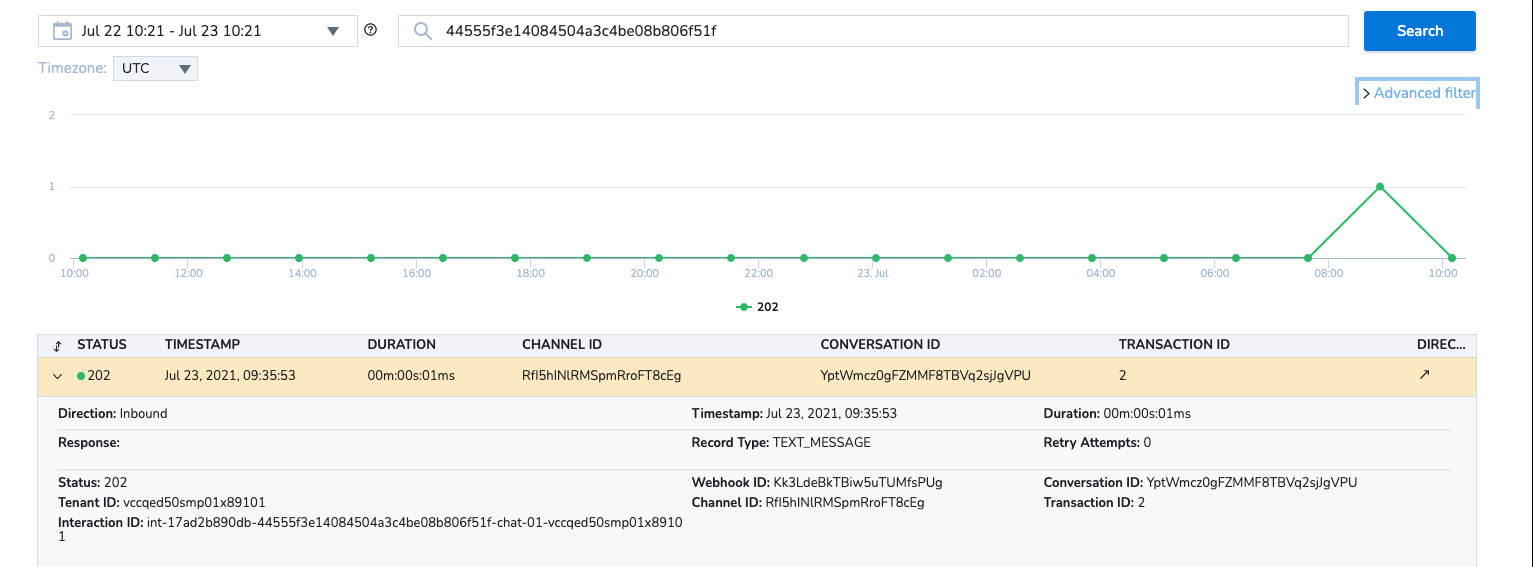 Jul 22 10:21 - Jul 23 10:21
44555f3e14084504a3c4be08b806f51f
Search
Timezone: UTC
Advanced filter
2
1
0
10:00 12:00 14:00 16:00 18:00 20:00 22:00 23. Jul 02:00 04:00 06:00 08:00 10:00
202
STATUS TIMESTAMP DURATION CHANNEL ID CONVERSATION ID TRANSACTION ID DIREC...
202 Jul 23, 2021, 09:35:53 00m:00s:01ms RfI5hINlRMSpmRroFT8cEg YptWmcz0gFZMMF8TBVq2sjJgVPU 2
Direction: Inbound Timestamp: Jul 23, 2021, 09:35:53 Duration: 00m:00s:01ms
Response: Record Type: TEXT_MESSAGE Retry Attempts: 0
Status: 202 Webhook ID: Kk3LdeBkTBiw5uTUMfsPUg Conversation ID: YptWmcz0gFZMMF8TBVq2sjJgVPU
Tenant ID: vccqed50smp01x89101 Channel ID: RfI5hINlRMSpmRroFT8cEg Transaction ID: 2
Interaction ID: int-17ad2b890db-44555f3e14084504a3c4be08b806f51f-chat-01-vccqed50smp01x8910
1